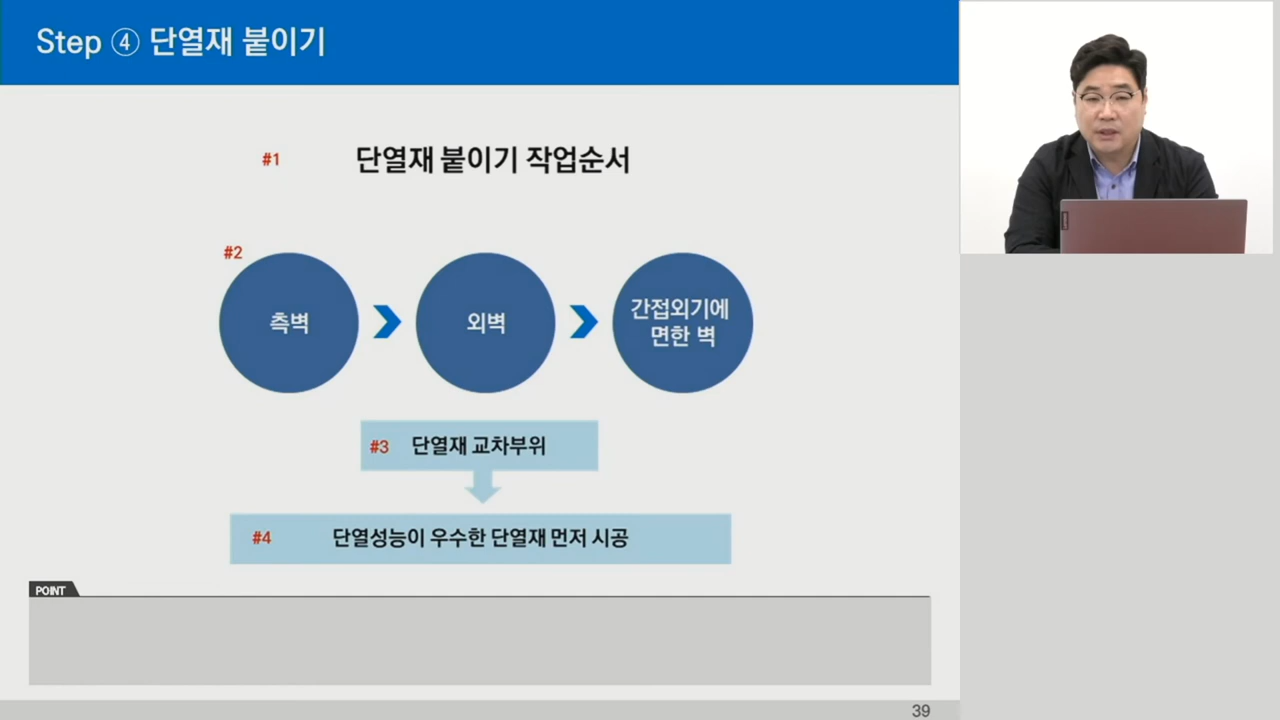 Step ④ 단열재 붙이기
#1 단열재 붙이기 작업순서
#2
측벽
외벽
간접외기에
면한 벽
#3 단열재 교차부위
#4 단열성능이 우수한 단열재 먼저 시공
POINT
39